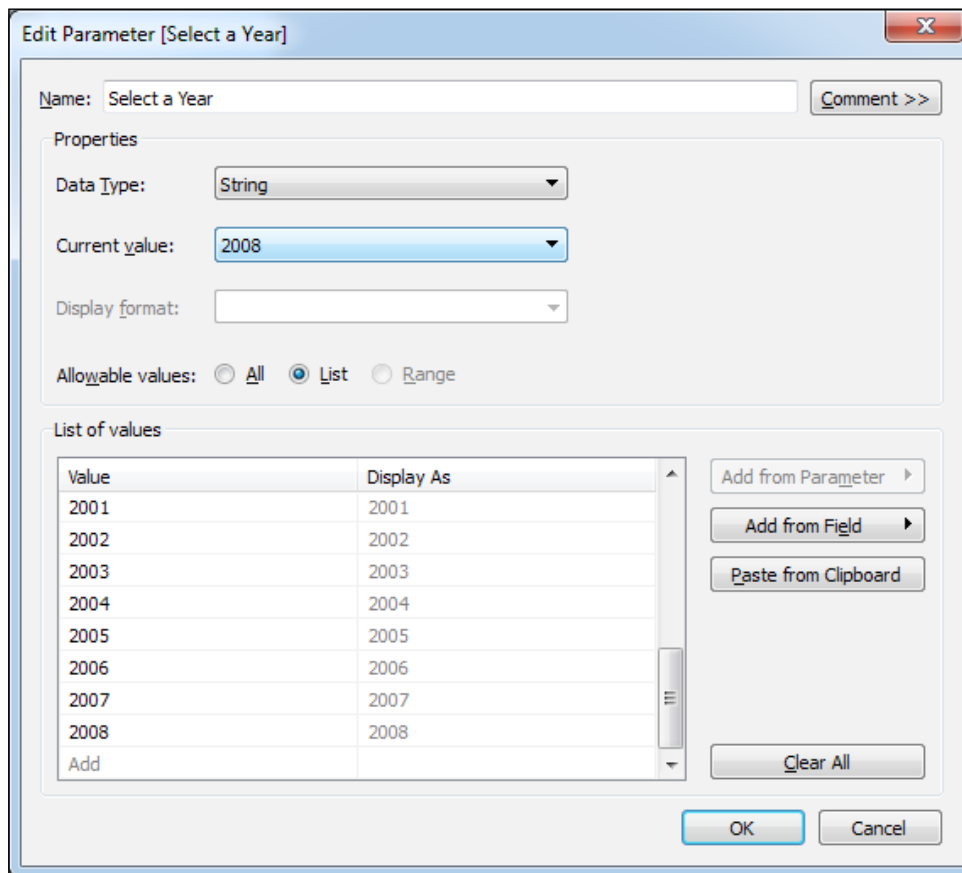 Edit Parameter [Select a Year]
Name: Select a Year Comment >>
Properties
Data Type: String
Current value: 2008
Display format:
Allowable values: All List Range
List of values
Value Display As
2001 2001
2002 2002
2003 2003
2004 2004
2005 2005
2006 2006
2007 2007
2008 2008
Add
Add from Parameter
Add from Field
Paste from Clipboard
Clear All
OK Cancel